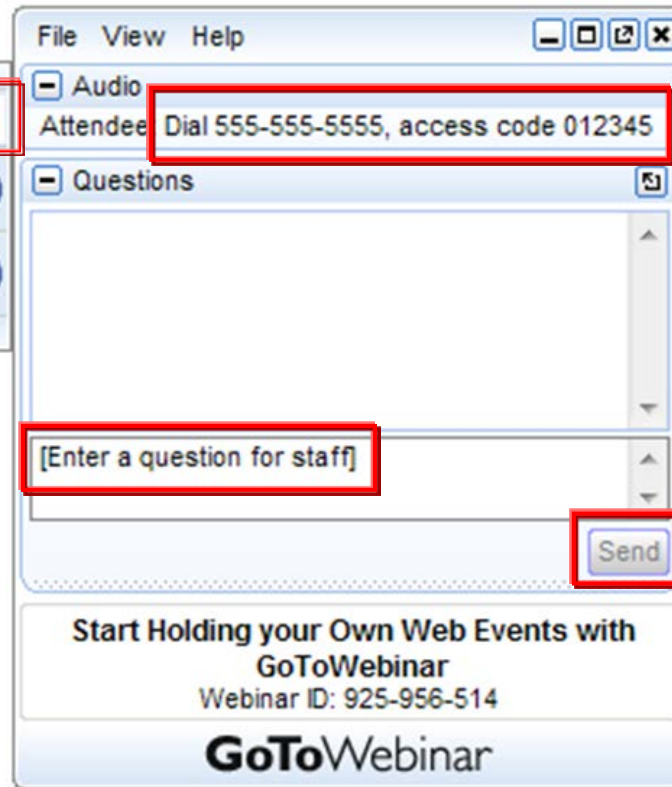 File View Help
Audio
Attendee: Dial 555-555-5555, access code 012345
Questions
[Enter a question for staff]
Send
Start Holding your Own Web Events with
GoToWebinar
Webinar ID: 925-956-514
GoToWebinar